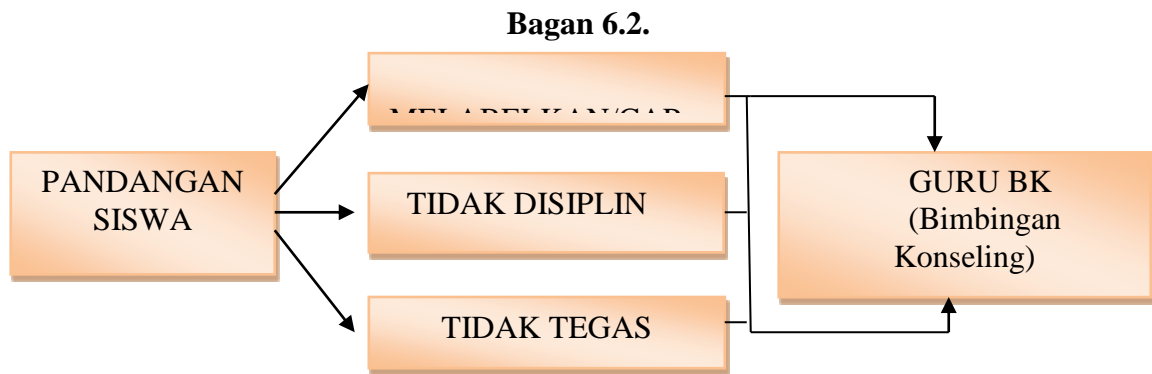 Bagan 6.2.
PANDANGAN
SISWA
TIDAK DISIPLIN
TIDAK TEGAS
GURU BK
(Bimbingan
Konseling)